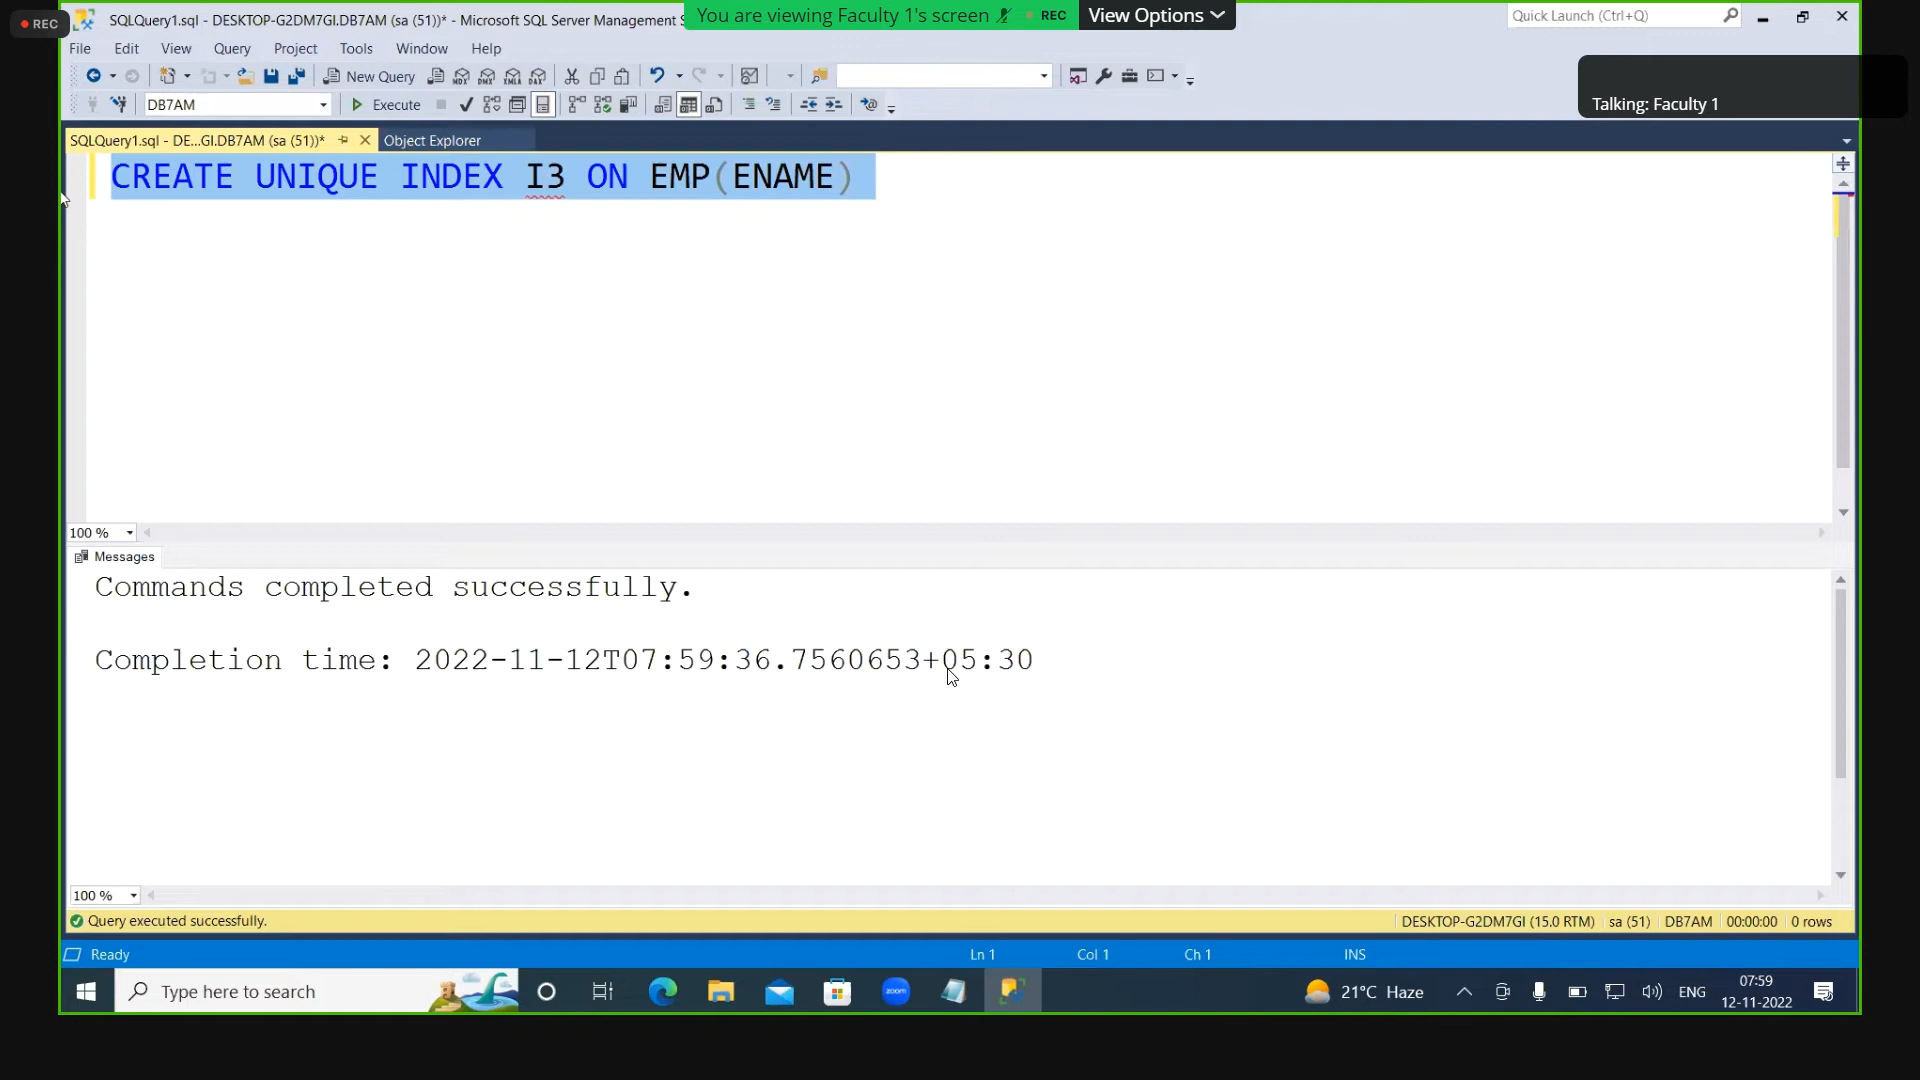 REC
SQLQuery1.sql - DESKTOP-G2DM7GI.DB7AM (sa (51))* - Microsoft SQL Server Management S
You are viewing Faculty 1's screen
REC
View Options
Quick Launch (Ctrl+Q)
File Edit View Query Project Tools Window Help
New Query
MDX DMX XMLA DAX
DB7AM
Execute
Talking: Faculty 1
SQLQuery1.sql - DE...GI.DB7AM (sa (51))*
Object Explorer
CREATE UNIQUE INDEX I3 ON EMP(ENAME)
100 %
Messages
Commands completed successfully.
Completion time: 2022-11-12T07:59:36.7560653+05:30
100 %
Query executed successfully.
DESKTOP-G2DM7GI (15.0 RTM) sa (51) DB7AM 00:00:00 0 rows
Ready
Ln 1 Col 1 Ch 1 INS
Type here to search
zoom
21°C Haze
ENG
07:59
12-11-2022